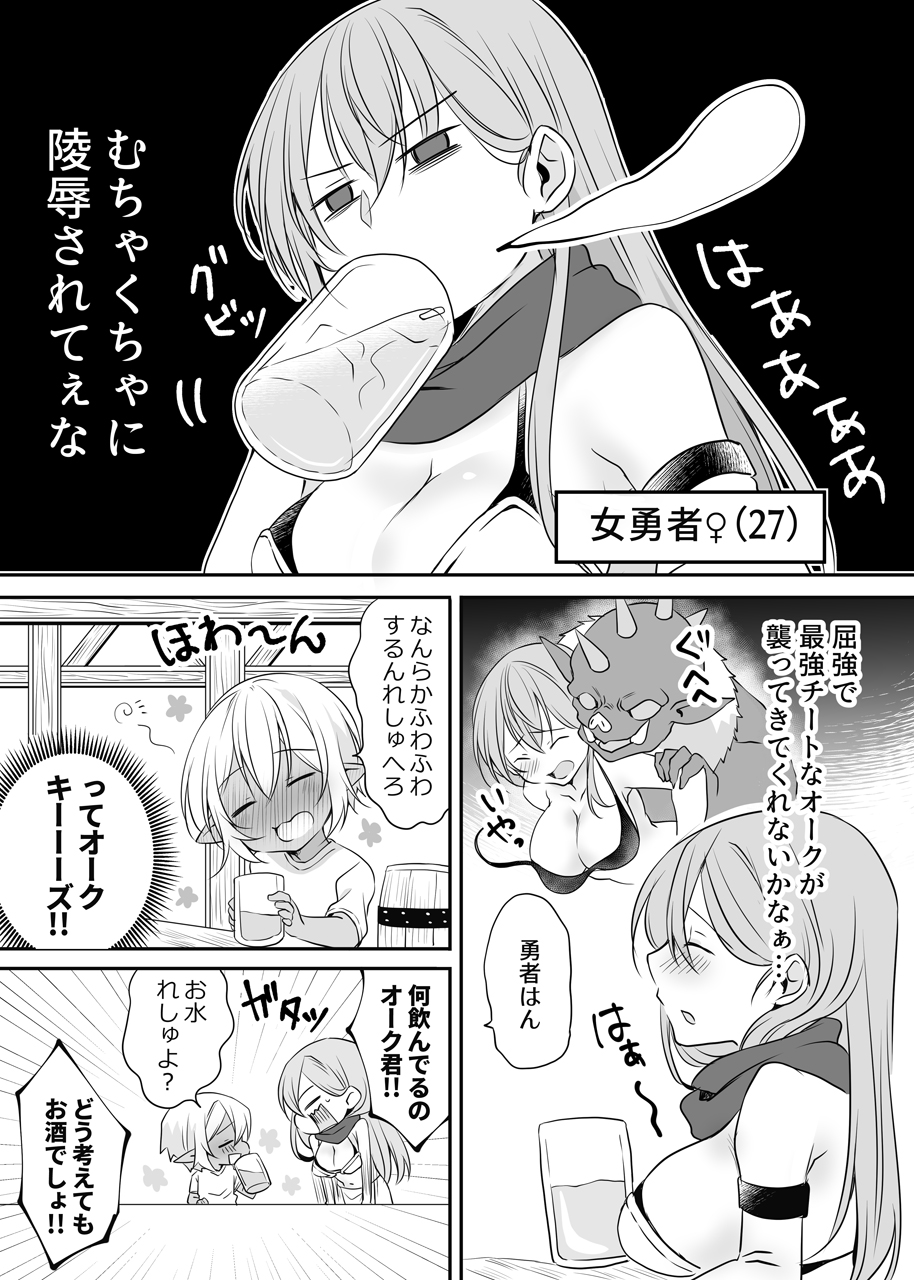 はああああ
グビッ
むちゃくちゃに
陵辱されてぇな
女勇者♀(27)
屈強で
最強チートなオークが
襲ってきてくれないかなぁ…
ぐへへ
いやっ
勇者はん
はぁ〜
なんらかふわふわ
するんれしゅへろ
ほわ〜ん
ってオーク
キーーーズ!!
何飲んでるの
オーク君!!
ガタッ
お水
れしゅよ?
どう考えても
お酒でしょ!!